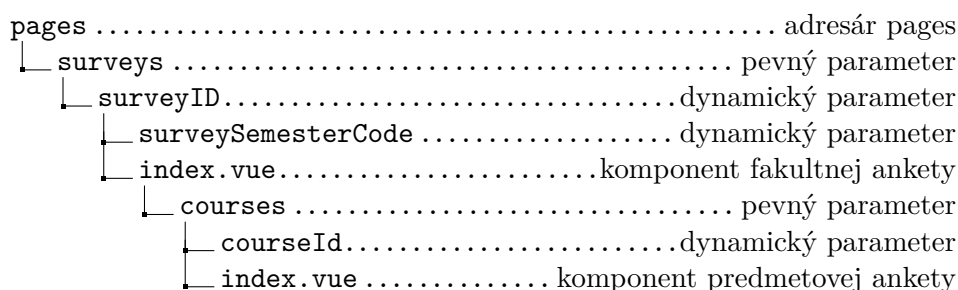 pages ................................................... adresár pages
surveys .......................................... pevný parameter
surveyID..................................dynamický parameter
surveySemesterCode ................... dynamický parameter
index.vue........................komponent fakultnej ankety
courses ................................. pevný parameter
courseId.........................dynamický parameter
index.vue .............. komponent predmetovej ankety